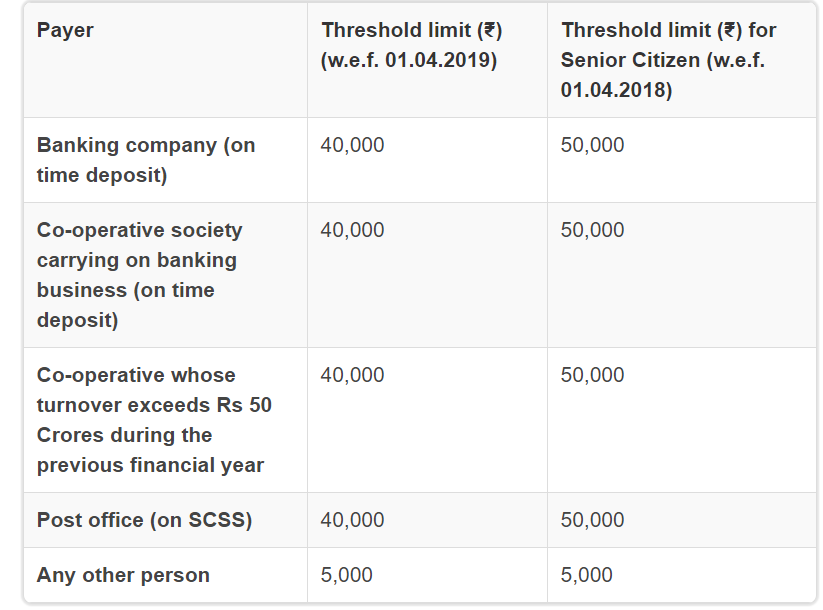 Payer
Threshold limit (₹)
(w.e.f. 01.04.2019)
Threshold limit (₹) for
Senior Citizen (w.e.f.
01.04.2018)
Banking company (on
time deposit)
40,000
50,000
Co-operative society
carrying on banking
business (on time
deposit)
40,000
50,000
Co-operative whose
turnover exceeds Rs 50
Crores during the
previous financial year
40,000
50,000
Post office (on SCSS)
40,000
50,000
Any other person
5,000
5,000